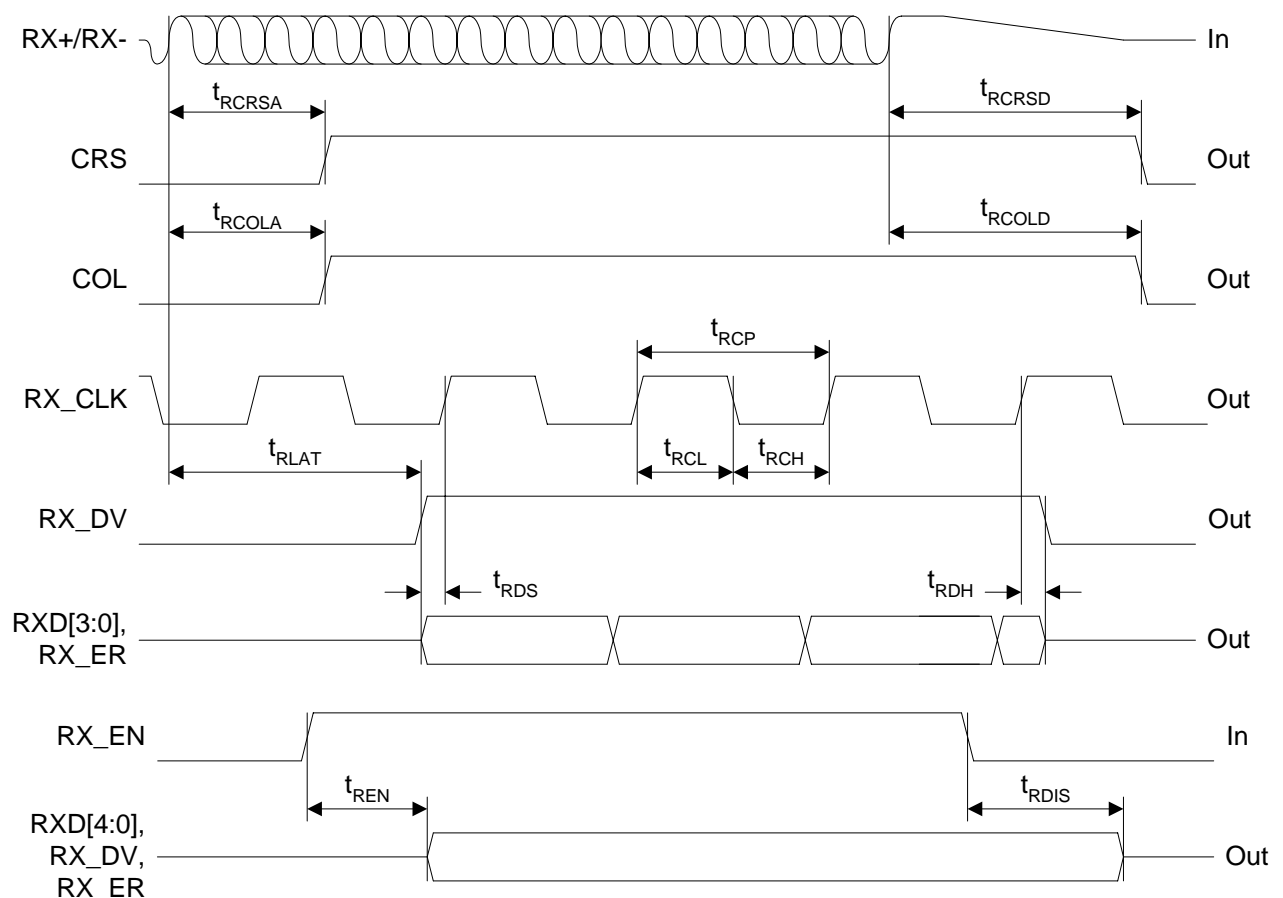 RX+/RX-
In
tRCRSA
tRCRSD
CRS
Out
tRCOLA
tRCOLD
COL
Out
tRCP
RX_CLK
Out
tRLAT
tRCL
tRCH
RX_DV
Out
tRDS
tRDH
RXD[3:0],
RX_ER
Out
RX_EN
In
tREN
tRDIS
RXD[4:0],
RX_DV,
RX_ER
Out